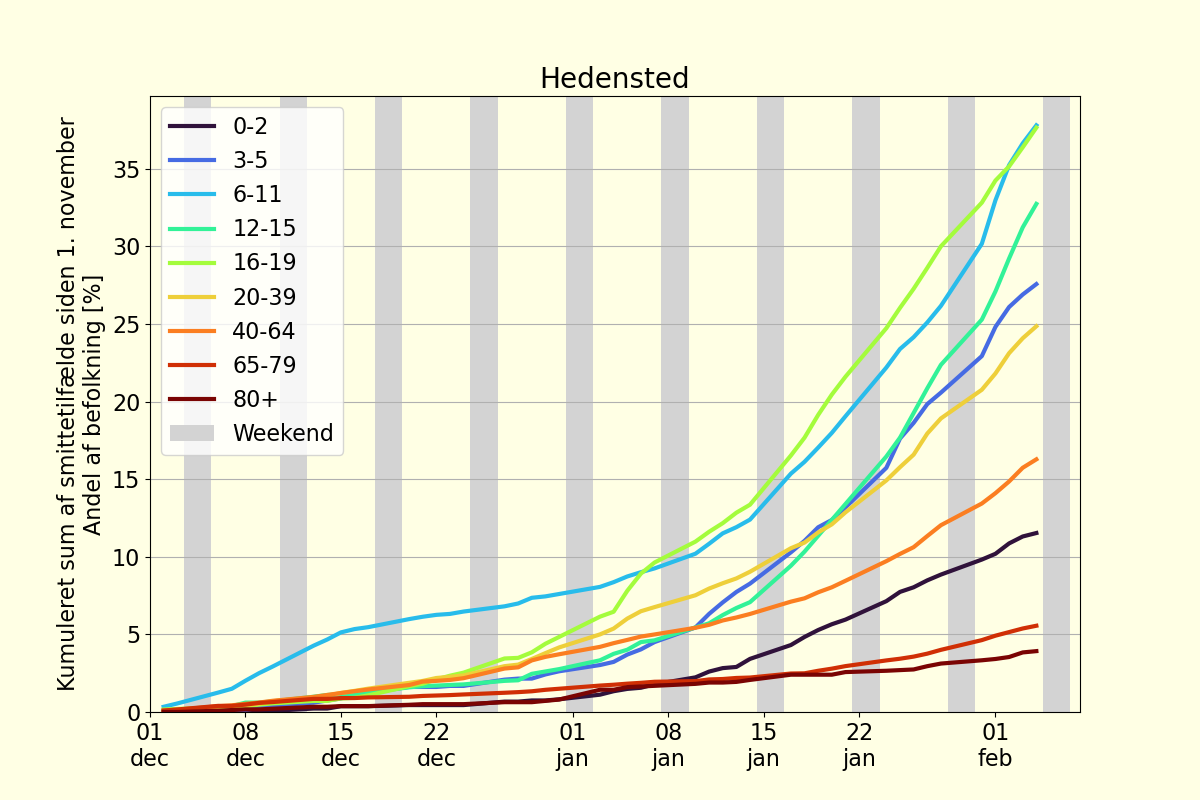 Hedensted
Kumuleret sum af smittetilfælde siden 1. november
Andel af befolkning [%]
0-2
3-5
6-11
12-15
16-19
20-39
40-64
65-79
80+
Weekend
35
30
25
20
15
10
5
0
01 08 15 22 01 08 15 22 01
dec dec dec dec jan jan jan jan feb